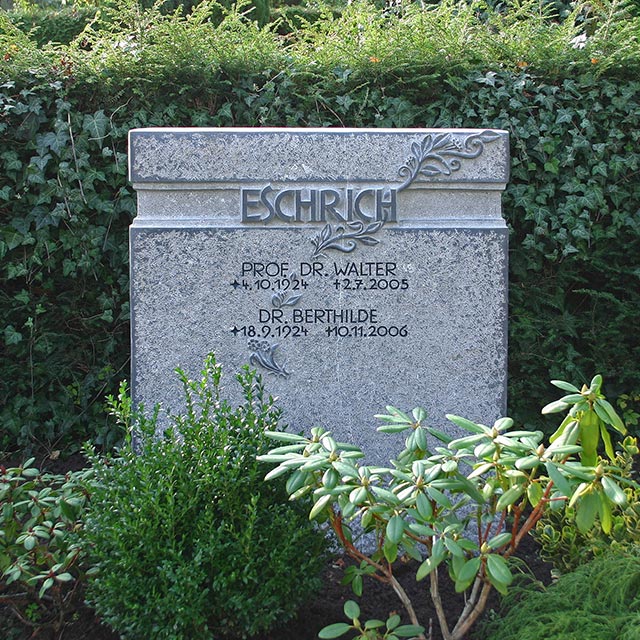 ESCHRICH
PROF. DR. WALTER
✦4.10.1924 ✝2.7.2005
DR. BERTHILDE
✦18.9.1924 ✝10.11.2006